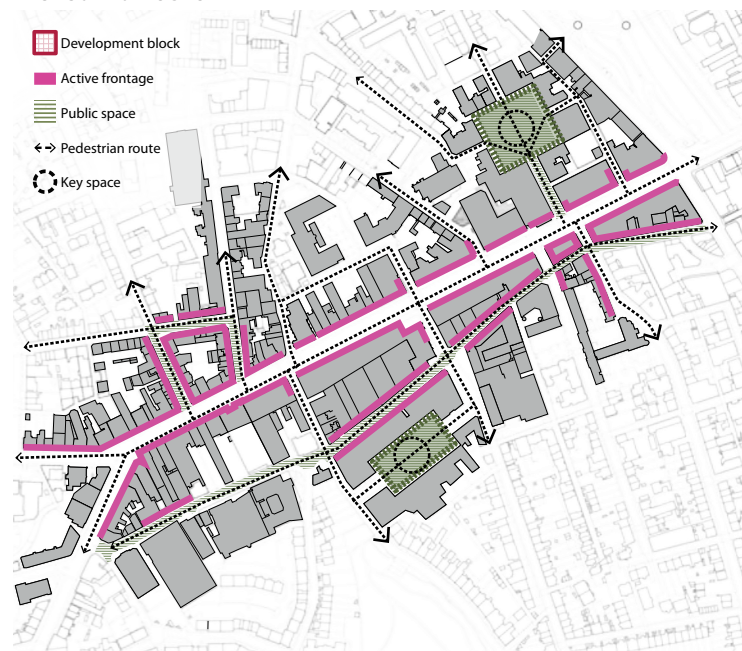 Development block
Active frontage
Public space
Pedestrian route
Key space